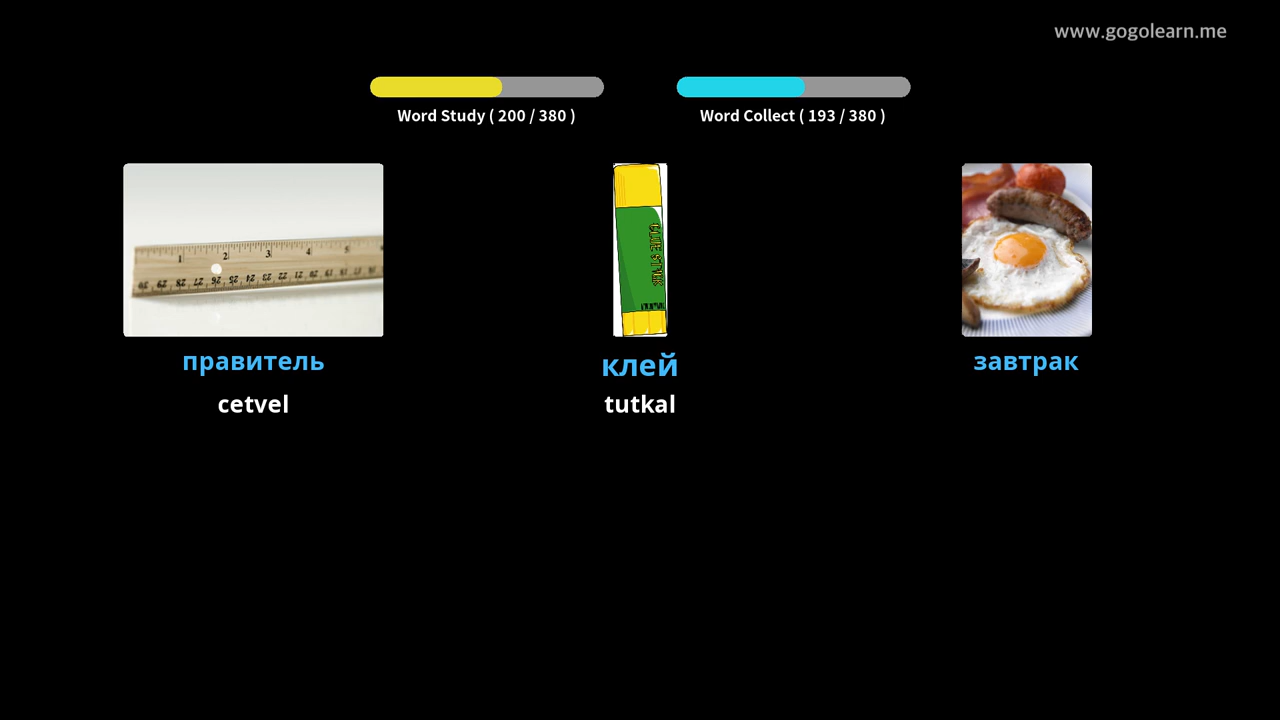 www.gogolearn.me
Word Study ( 200 / 380 )
Word Collect ( 193 / 380 )
правитель
клей
завтрак
cetvel
tutkal